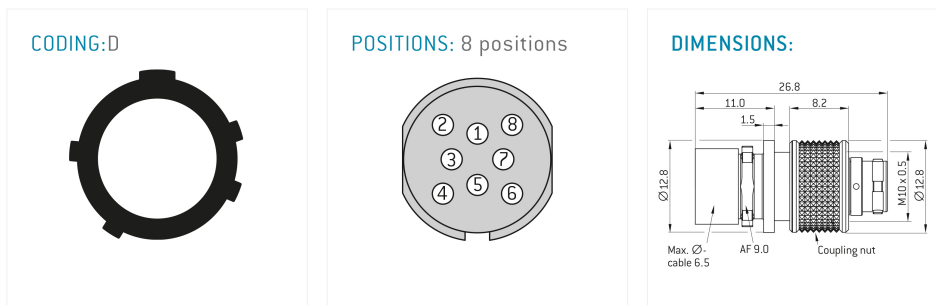 CODING:D
POSITIONS: 8 positions
2
1
8
3
7
4
5
6
DIMENSIONS:
26.8
11.0
8.2
1.5
Ø12.8
M10 x 0.5
Ø12.8
Max. Ø-
cable 6.5
AF 9.0
Coupling nut